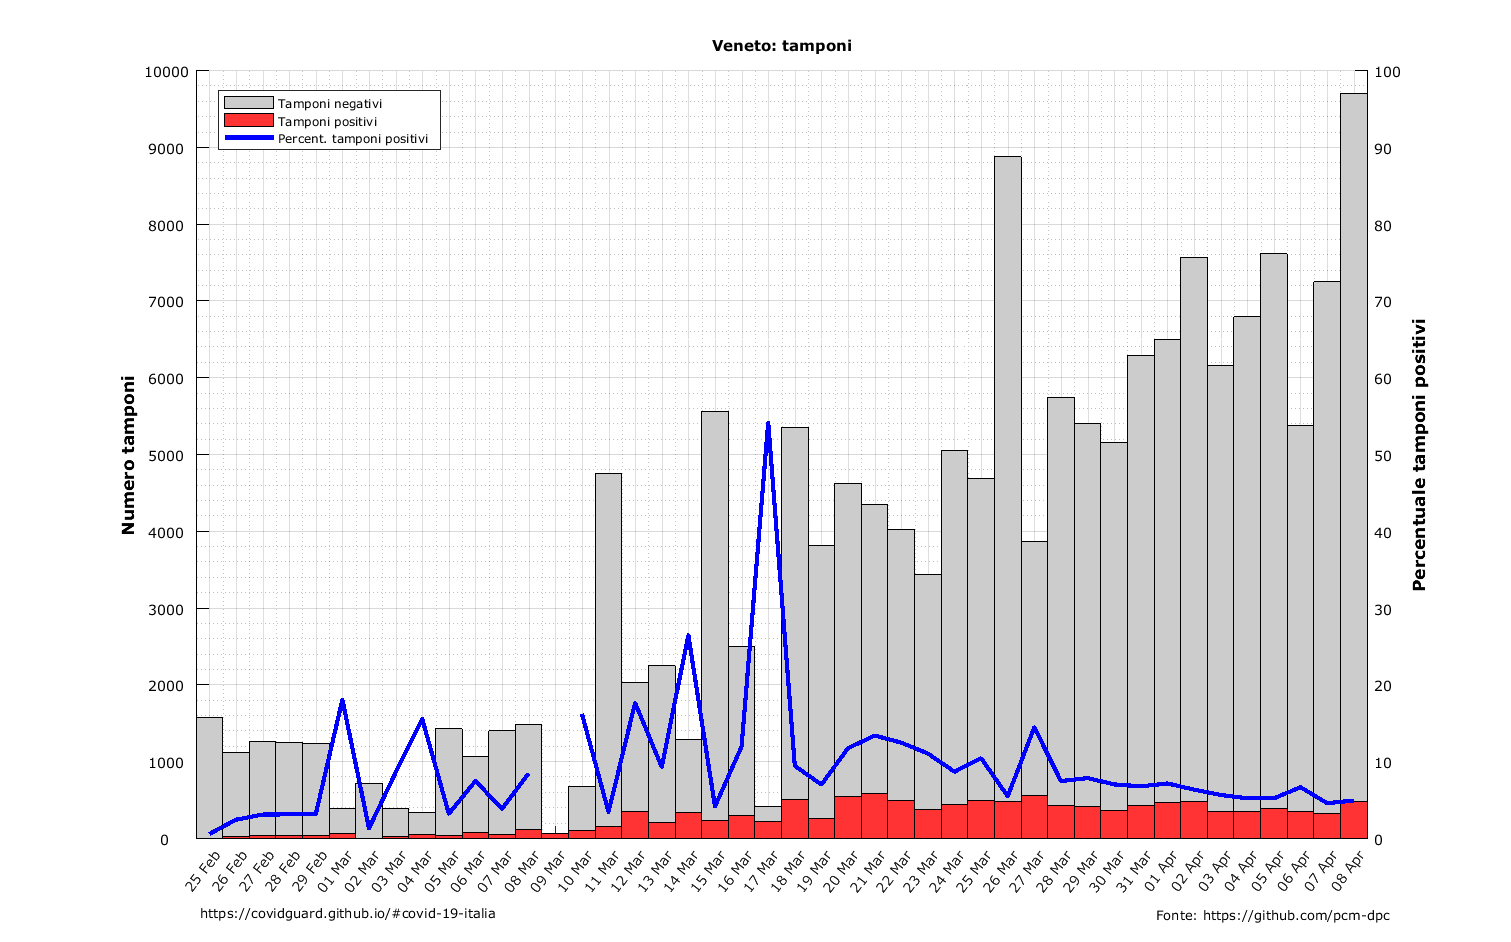 Veneto: tamponi
Tamponi negativi
Tamponi positivi
Percent. tamponi positivi
Numero tamponi
10000
9000
8000
7000
6000
5000
4000
3000
2000
1000
0
100
90
80
70
60
50
40
30
20
10
0
Percentuale tamponi positivi
25 Feb
26 Feb
27 Feb
28 Feb
29 Feb
01 Mar
02 Mar
03 Mar
04 Mar
05 Mar
06 Mar
07 Mar
08 Mar
09 Mar
10 Mar
11 Mar
12 Mar
13 Mar
14 Mar
15 Mar
16 Mar
17 Mar
18 Mar
19 Mar
20 Mar
21 Mar
22 Mar
23 Mar
24 Mar
25 Mar
26 Mar
27 Mar
28 Mar
29 Mar
30 Mar
31 Mar
01 Apr
02 Apr
03 Apr
04 Apr
05 Apr
06 Apr
07 Apr
08 Apr
https://covidguard.github.io/#covid-19-italia
Fonte: https://github.com/pcm-dpc